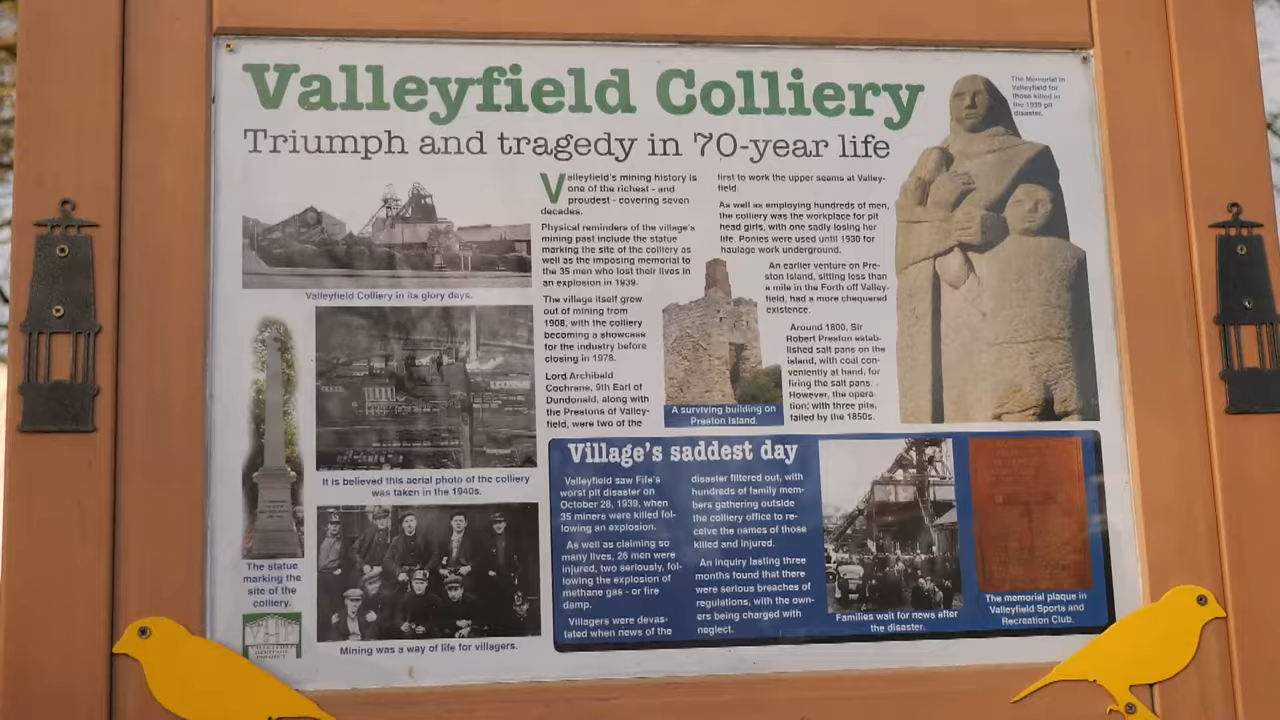 Valleyfield Colliery
Triumph and tragedy in 70-year life
The Memorial in
Valleyfield for
those killed in
the 1939 pit
disaster.
Valleyfield Colliery in its glory days.
The statue
marking the
site of the
colliery.
It is believed this aerial photo of the colliery
was taken in the 1940s.
Mining was a way of life for villagers.
Valleyfield's mining history is
one of the richest - and
proudest - covering seven
decades.
Physical reminders of the village's
mining past include the statue
marking the site of the colliery as
well as the imposing memorial to
the 35 men who lost their lives in
an explosion in 1939.
The village itself grew
out of mining from
1908, with the colliery
becoming a showcase
for the industry before
closing in 1978.
Lord Archibald
Cochrane, 9th Earl of
Dundonald, along with
the Prestons of Valley-
field, were two of the
first to work the upper seams at Valley-
field.
As well as employing hundreds of men,
the colliery was the workplace for pit
head girls, with one sadly losing her
life. Ponies were used until 1930 for
haulage work underground.
An earlier venture on Pre-
ston Island, sitting less than
a mile in the Forth off Valley-
field, had a more chequered
existence.
Around 1800, Sir
Robert Preston estab-
lished salt pans on the
island, with coal con-
veniently at hand, for
firing the salt pans.
However, the opera-
tion, with three pits,
failed by the 1850s.
A surviving building on
Preston Island.
Village's saddest day
Valleyfield saw Fife's
worst pit disaster on
October 28, 1939, when
35 miners were killed fol-
lowing an explosion.
As well as claiming so
many lives, 26 men were
injured, two seriously, fol-
lowing the explosion of
methane gas - or fire
damp.
Villagers were devas-
tated when news of the
disaster filtered out, with
hundreds of family mem-
bers gathering outside
the colliery office to re-
ceive the names of those
killed and injured.
An inquiry lasting three
months found that there
were serious breaches of
regulations, with the own-
ers being charged with
neglect.
Families wait for news after
the disaster.
The memorial plaque in
Valleyfield Sports and
Recreation Club.
VALLEYFIELD
HERITAGE
PROJECT